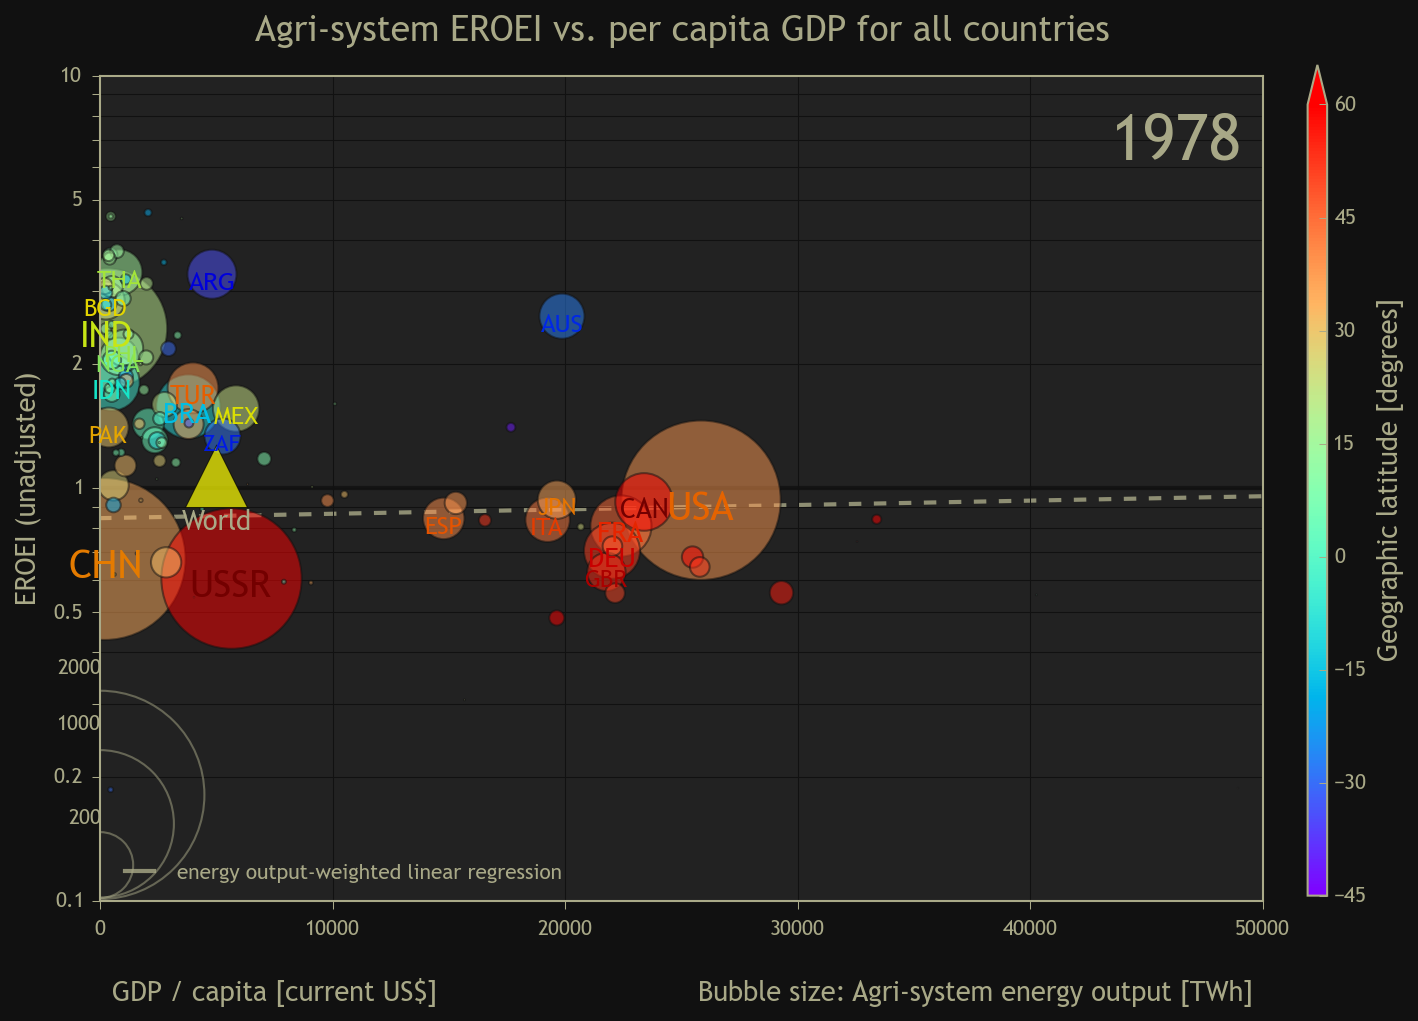 Agri-system EROEI vs. per capita GDP for all countries
1978
10
5
2
1
0.5
0.2
0.1
EROEI (unadjusted)
2000
1000
200
THA
ARG
BGD
IND
AUS
NGA
IDN
TUR
BRA
MEX
PAK
ZAF
World
CHN
USSR
ESP
JPN
ITA
CAN
USA
FRA
DEU
GBR
energy output-weighted linear regression
0
10000
20000
30000
40000
50000
GDP / capita [current US$]
Bubble size: Agri-system energy output [TWh]
60
45
30
15
0
−15
−30
−45
Geographic latitude [degrees]